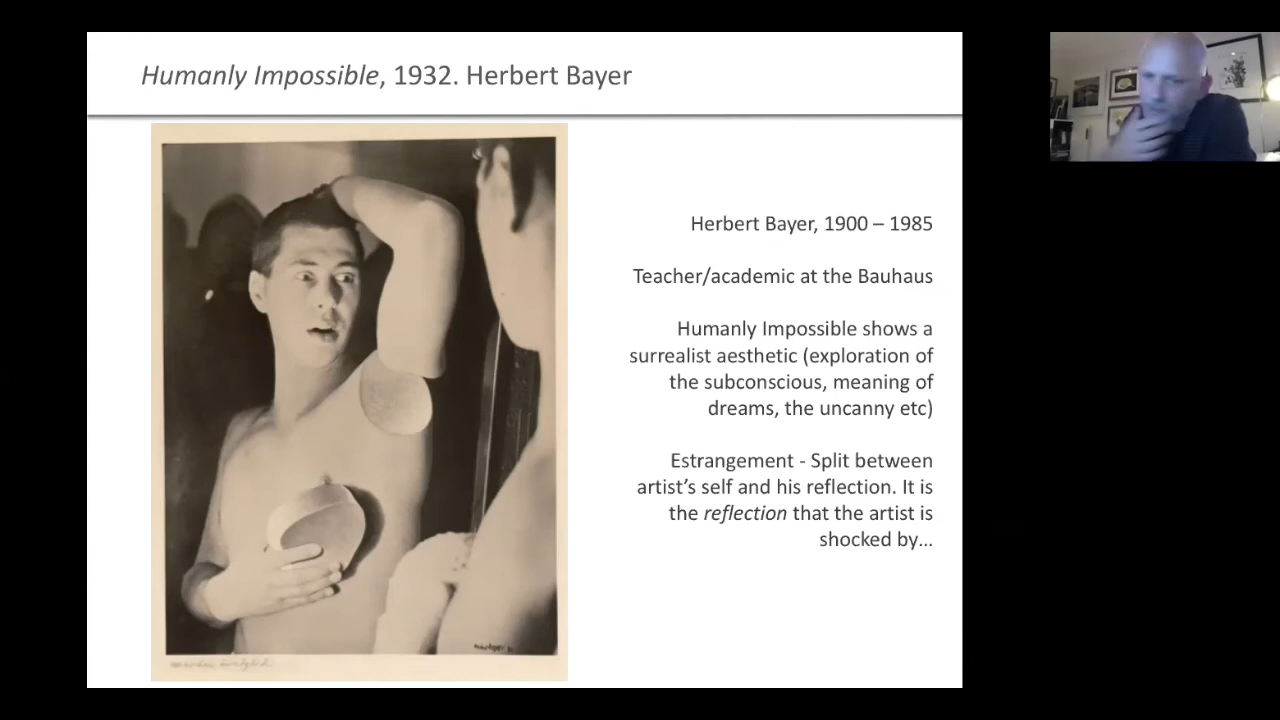 Humanly Impossible, 1932. Herbert Bayer
Herbert Bayer, 1900 – 1985
Teacher/academic at the Bauhaus
Humanly Impossible shows a
surrealist aesthetic (exploration of
the subconscious, meaning of
dreams, the uncanny etc)
Estrangement - Split between
artist’s self and his reflection. It is
the reflection that the artist is
shocked by…